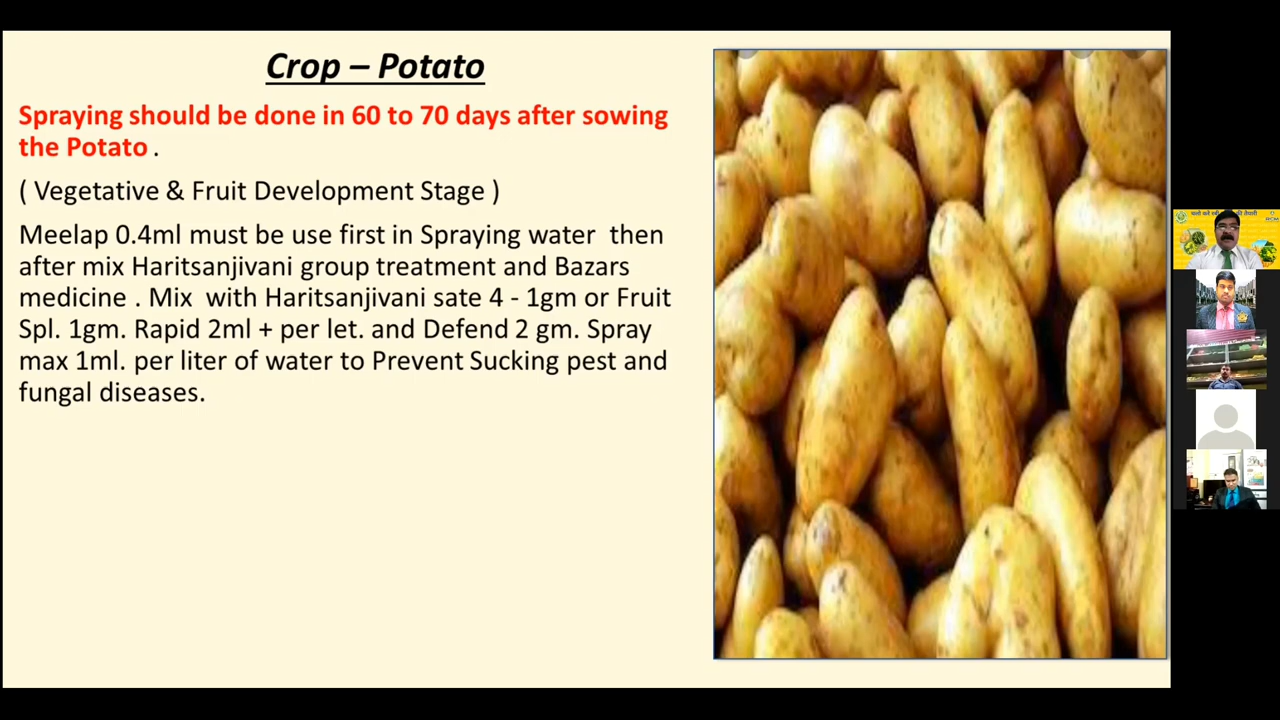 Crop – Potato
Spraying should be done in 60 to 70 days after sowing
the Potato .
( Vegetative & Fruit Development Stage )
Meelap 0.4ml must be use first in Spraying water then
after mix Haritsanjivani group treatment and Bazars
medicine . Mix with Haritsanjivani sate 4 - 1gm or Fruit
Spl. 1gm. Rapid 2ml + per let. and Defend 2 gm. Spray
max 1ml. per liter of water to Prevent Sucking pest and
fungal diseases.